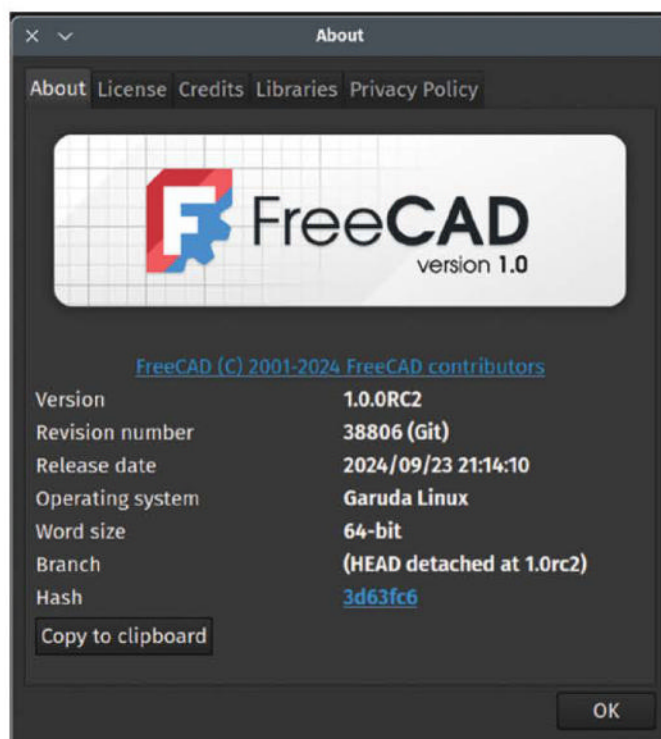 About
About License Credits Libraries Privacy Policy
FreeCAD
version 1.0
FreeCAD (C) 2001-2024 FreeCAD contributors
Version 1.0.0RC2
Revision number 38806 (Git)
Release date 2024/09/23 21:14:10
Operating system Garuda Linux
Word size 64-bit
Branch (HEAD detached at 1.0rc2)
Hash 3d63fc6
Copy to clipboard
OK